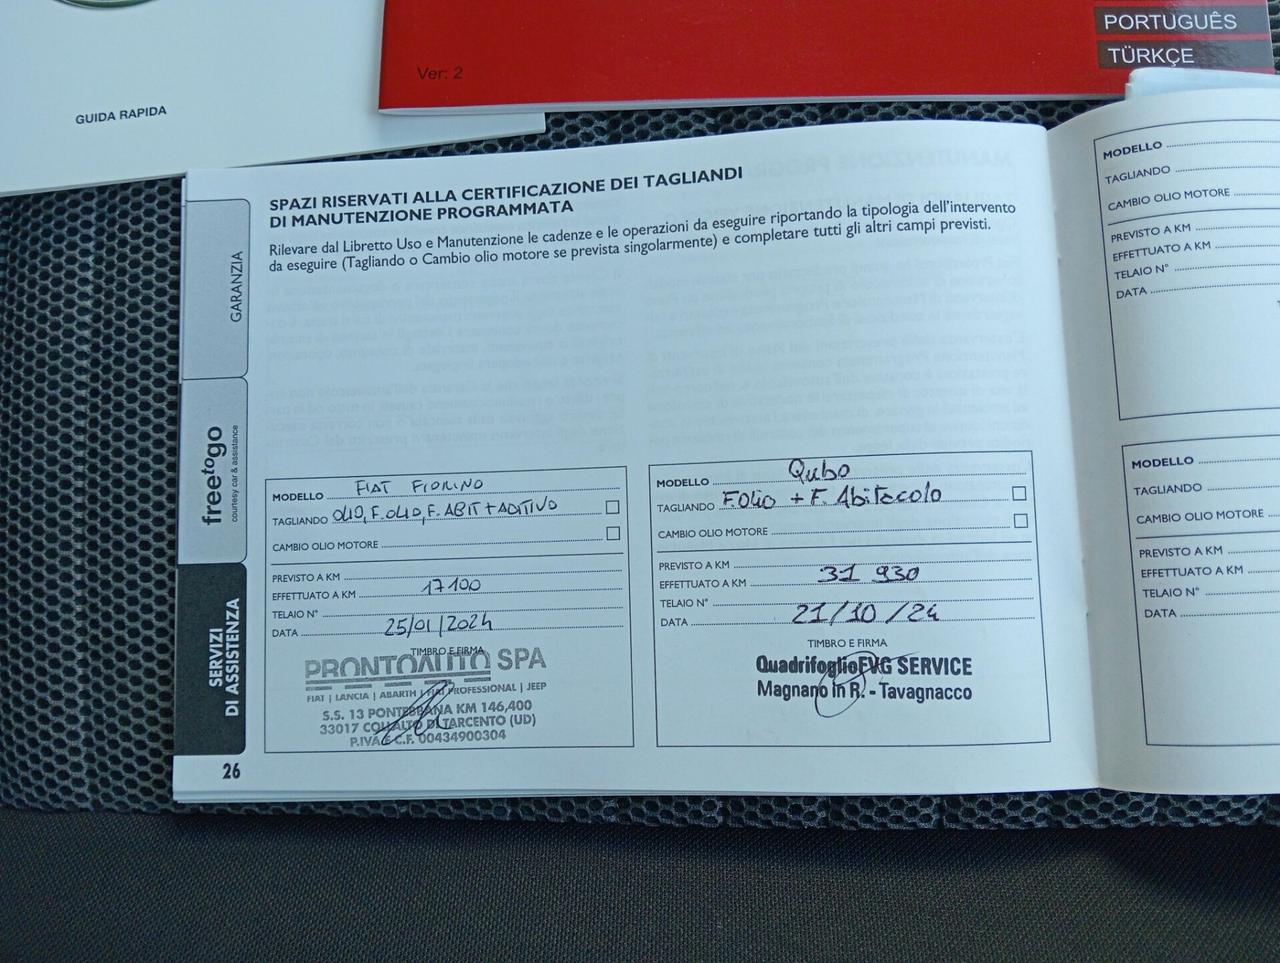 GUIDA RAPIDA
Ver: 2
PORTUGUÊS
TÜRKÇE
GARANZIA
freetogo
courtesy car & assistance
SERVIZI
DI ASSISTENZA
SPAZI RISERVATI ALLA CERTIFICAZIONE DEI TAGLIANDI
DI MANUTENZIONE PROGRAMMATA
Rilevare dal Libretto Uso e Manutenzione le cadenze e le operazioni da eseguire riportando la tipologia dell'intervento
da eseguire (Tagliando o Cambio olio motore se prevista singolarmente) e completare tutti gli altri campi previsti.
MODELLO FIAT FIORINO
TAGLIANDO OLIO, F. OLIO, F. ABIT + ADITIVO
CAMBIO OLIO MOTORE
PREVISTO A KM
EFFETTUATO A KM 17100
TELAIO N°
DATA 25/01/2024
TIMBRO E FIRMA
PRONTOAUTO SPA
FIAT | LANCIA | ABARTH | FIAT PROFESSIONAL | JEEP
S.S. 13 PONTEBBANA KM 146,400
33017 COLLALTO DI TARCENTO (UD)
P.IVA E C.F. 00434900304
MODELLO Qubo
TAGLIANDO F.Olio + F. Abitacolo
CAMBIO OLIO MOTORE
PREVISTO A KM
EFFETTUATO A KM 31 930
TELAIO N°
DATA 21/10/24
TIMBRO E FIRMA
QuadrifoglioFVG SERVICE
Magnano in R. - Tavagnacco
26
MODELLO
TAGLIANDO
CAMBIO OLIO MOTORE
PREVISTO A KM
EFFETTUATO A KM
TELAIO N°
DATA
MODELLO
TAGLIANDO
CAMBIO OLIO MOTORE
PREVISTO A KM
EFFETTUATO A KM
TELAIO N°
DATA